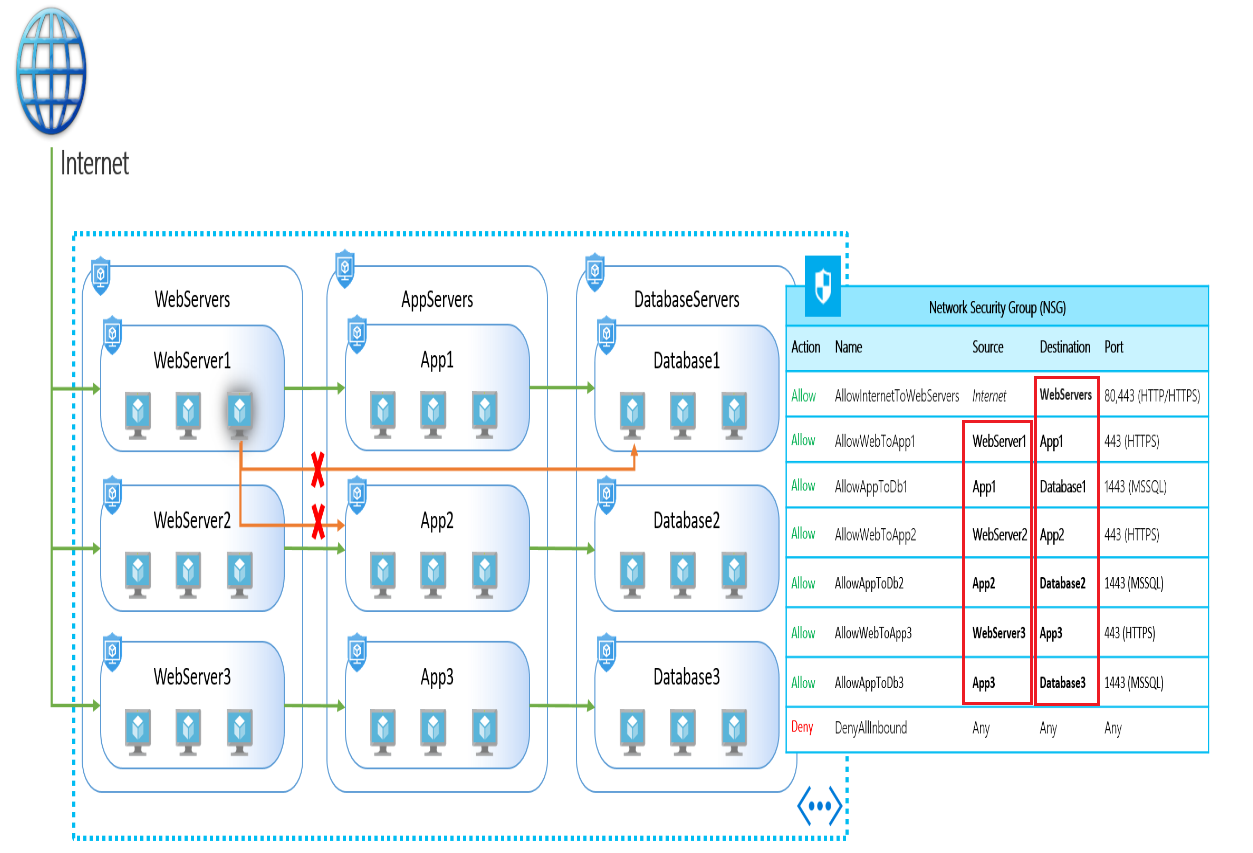 Internet
WebServers
AppServers
DatabaseServers
WebServer1
App1
Database1
WebServer2
App2
Database2
WebServer3
App3
Database3
Network Security Group (NSG)
Action Name Source Destination Port
Allow AllowInternetToWebServers Internet WebServers 80,443 (HTTP/HTTPS)
Allow AllowWebToApp1 WebServer1 App1 443 (HTTPS)
Allow AllowAppToDb1 App1 Database1 1443 (MSSQL)
Allow AllowWebToApp2 WebServer2 App2 443 (HTTPS)
Allow AllowAppToDb2 App2 Database2 1443 (MSSQL)
Allow AllowWebToApp3 WebServer3 App3 443 (HTTPS)
Allow AllowAppToDb3 App3 Database3 1443 (MSSQL)
Deny DenyAllInbound Any Any Any